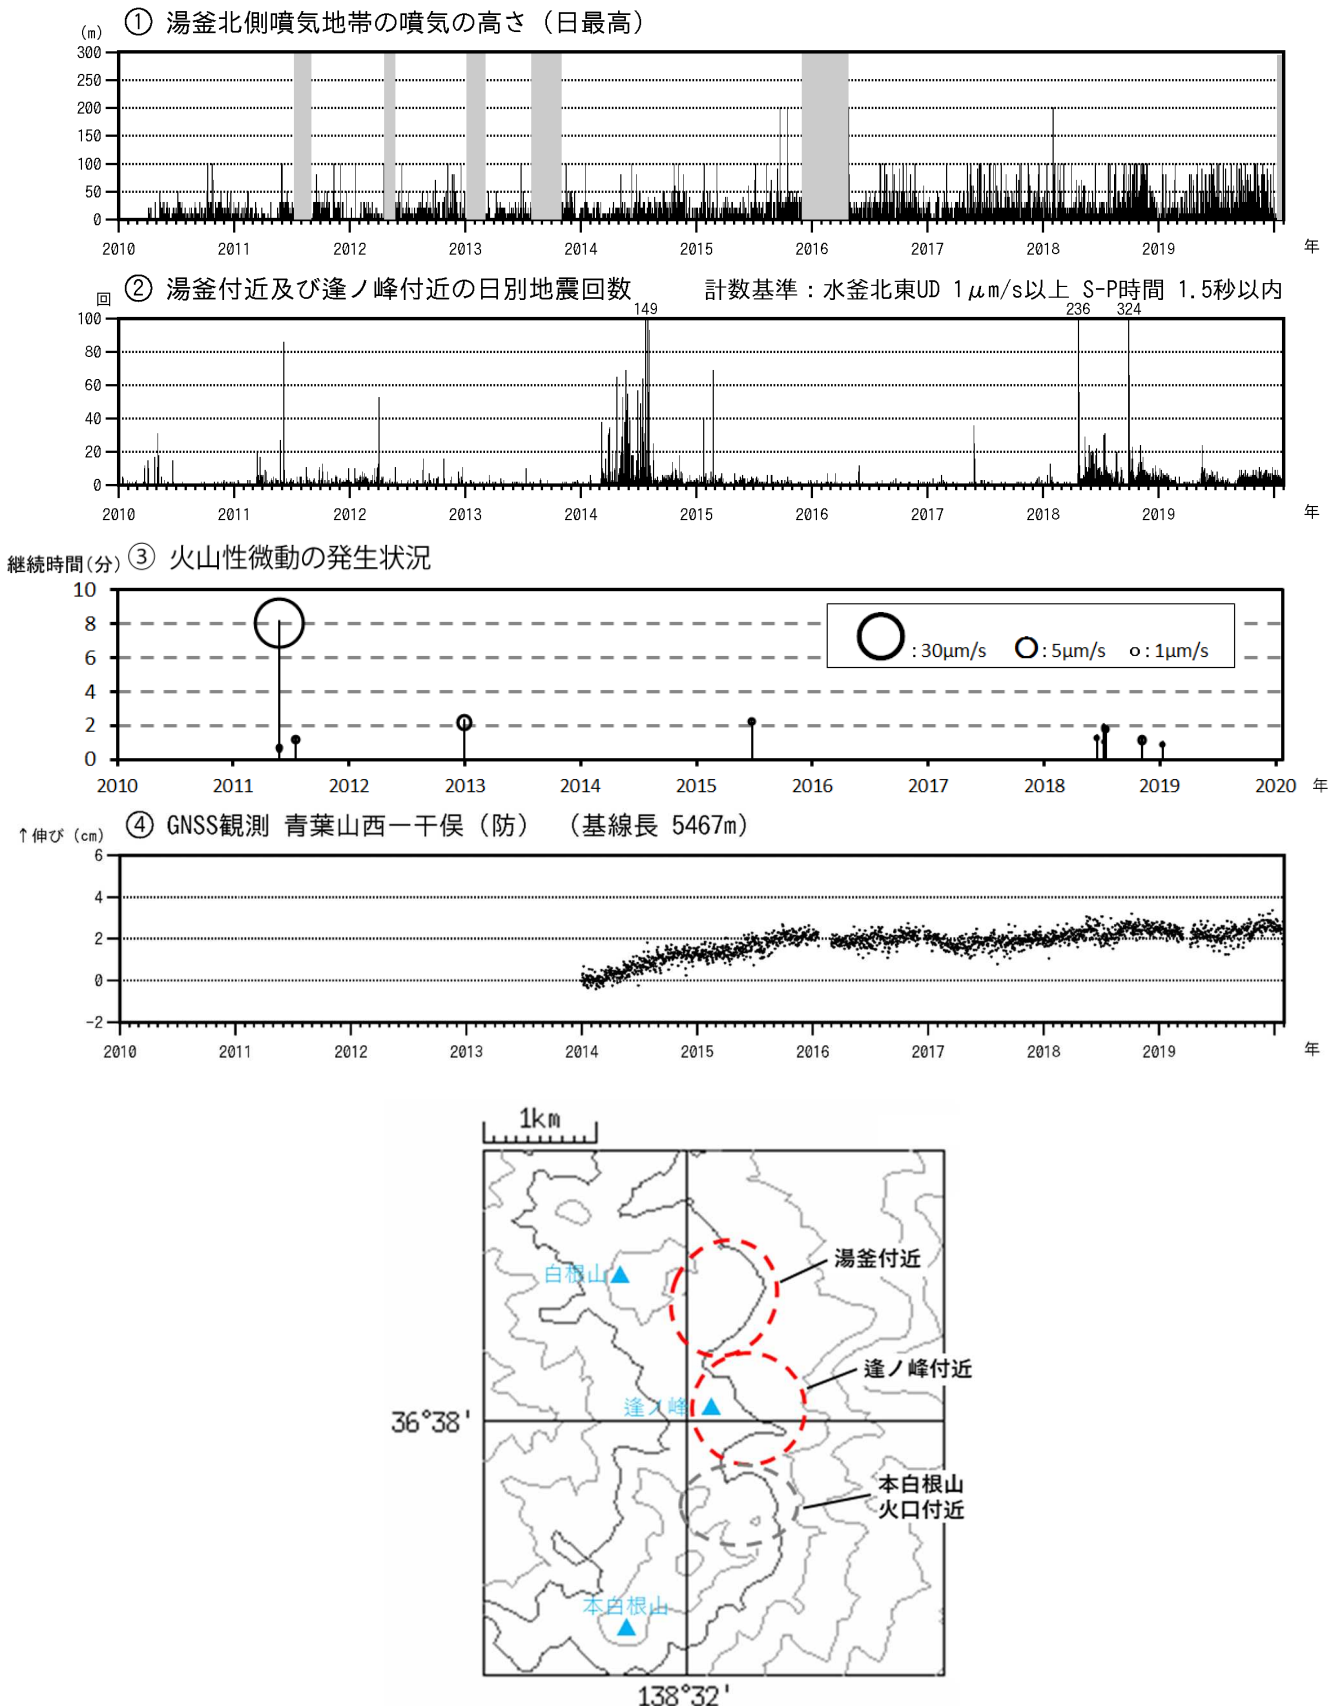 ① 湯釜北側噴気地帯の噴気の高さ（日最高）
(m)
300
250
200
150
100
50
0
2010 2011 2012 2013 2014 2015 2016 2017 2018 2019 年
② 湯釜付近及び逢ノ峰付近の日別地震回数 計数基準：水釜北東UD 1μm/s以上 S-P時間 1.5秒以内
回
149 236 324
100
80
60
40
20
0
2010 2011 2012 2013 2014 2015 2016 2017 2018 2019 年
③ 火山性微動の発生状況
継続時間(分)
10
8
6
4
2
0
：30μm/s ：5μm/s ：1μm/s
2010 2011 2012 2013 2014 2015 2016 2017 2018 2019 2020 年
④ GNSS観測 青葉山西－干俣（防） （基線長 5467m）
↑伸び（cm）
6
4
2
0
-2
2010 2011 2012 2013 2014 2015 2016 2017 2018 2019 年
1km
湯釜付近
白根山
逢ノ峰付近
逢ノ峰
36°38'
本白根山
火口付近
本白根山
138°32'